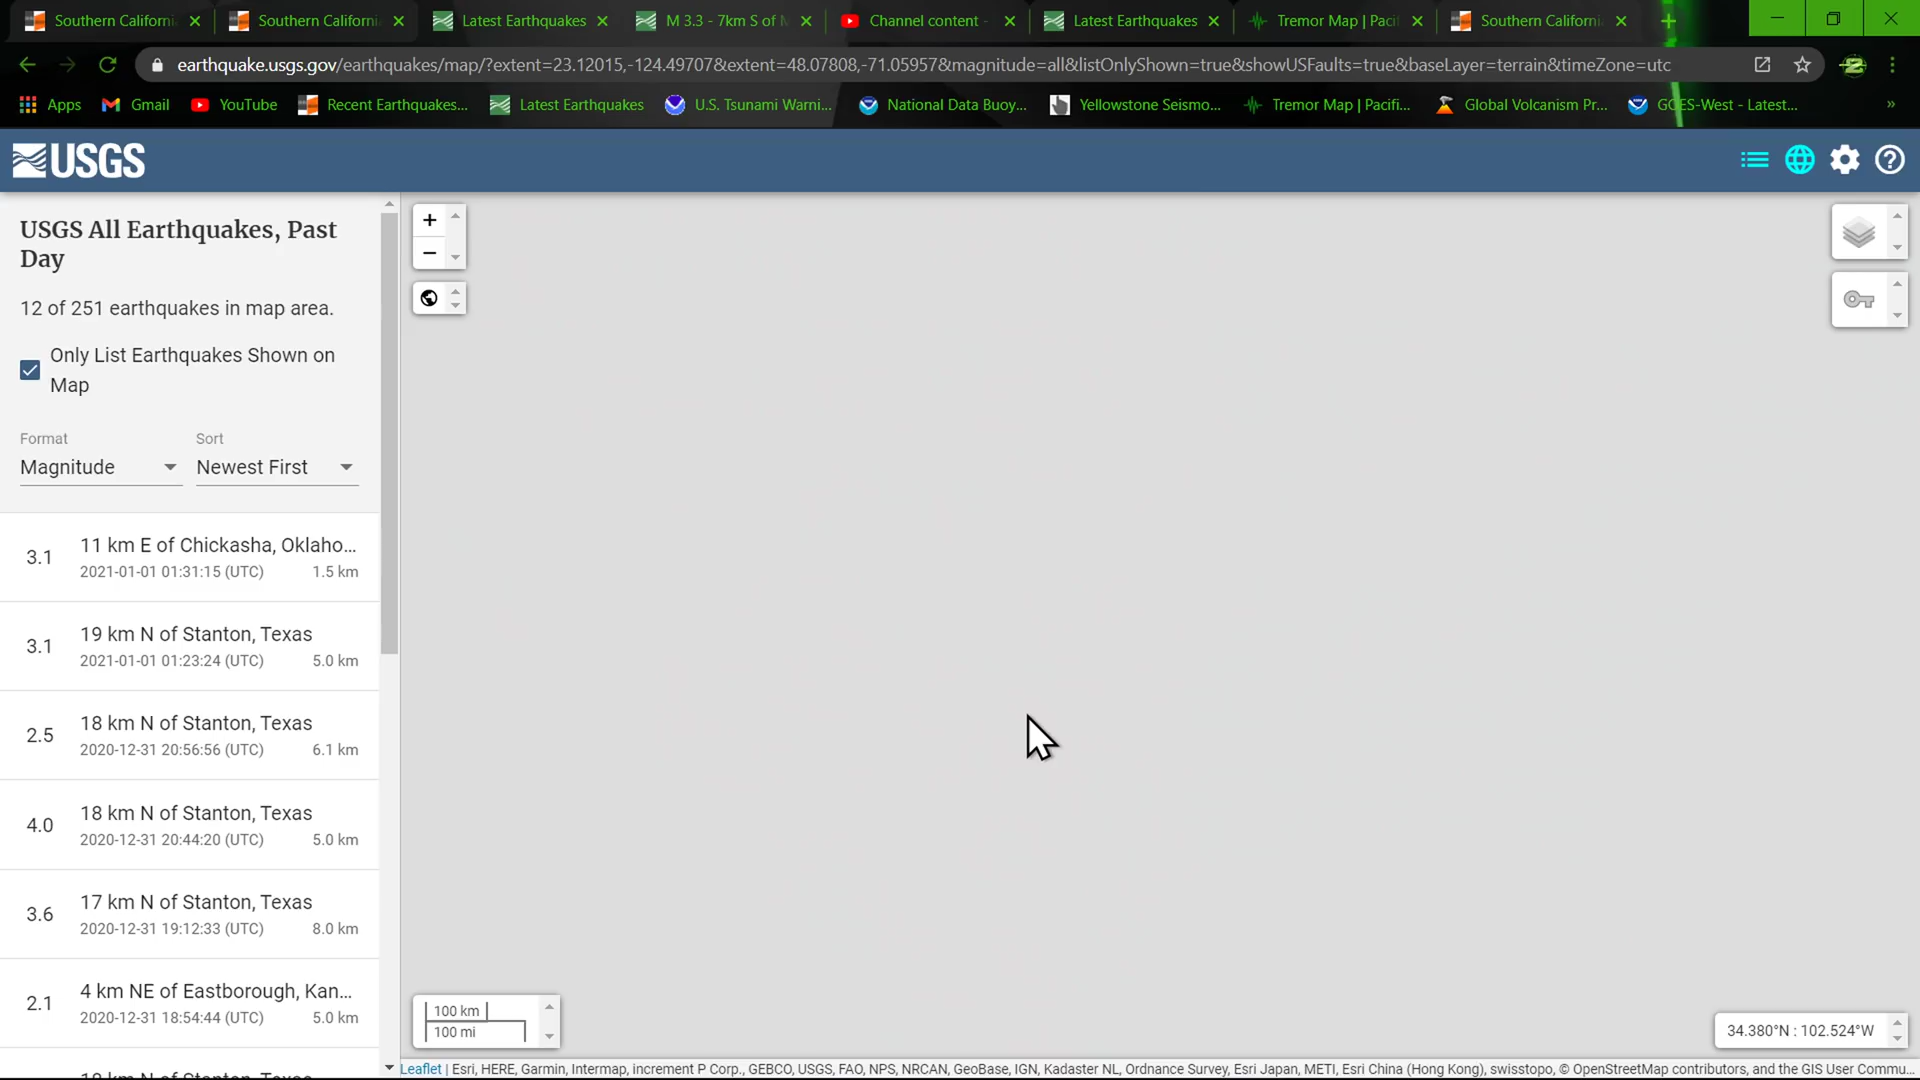 Southern Californi
Southern Californi
Latest Earthquakes
M 3.3 - 7km S of M
Channel content -
Latest Earthquakes
Tremor Map | Pacif
Southern Californi
earthquake.usgs.gov/earthquakes/map/?extent=23.12015,-124.49707&extent=48.07808,-71.05957&magnitude=all&listOnlyShown=true&showUSFaults=true&baseLayer=terrain&timeZone=utc
Apps
Gmail
YouTube
Recent Earthquakes...
Latest Earthquakes
U.S. Tsunami Warni...
National Data Buoy...
Yellowstone Seismo...
Tremor Map | Pacifi...
Global Volcanism Pr...
GOES-West - Latest...
»
USGS
USGS All Earthquakes, Past
Day
12 of 251 earthquakes in map area.
Only List Earthquakes Shown on
Map
Format
Sort
Magnitude
Newest First
3.1
11 km E of Chickasha, Oklaho...
2021-01-01 01:31:15 (UTC)
1.5 km
3.1
19 km N of Stanton, Texas
2021-01-01 01:23:24 (UTC)
5.0 km
2.5
18 km N of Stanton, Texas
2020-12-31 20:56:56 (UTC)
6.1 km
4.0
18 km N of Stanton, Texas
2020-12-31 20:44:20 (UTC)
5.0 km
3.6
17 km N of Stanton, Texas
2020-12-31 19:12:33 (UTC)
8.0 km
2.1
4 km NE of Eastborough, Kan...
2020-12-31 18:54:44 (UTC)
5.0 km
km N of Stanton, Texas
+
−
100 km
100 mi
34.380°N : 102.524°W
Leaflet | Esri, HERE, Garmin, Intermap, increment P Corp., GEBCO, USGS, FAO, NPS, NRCAN, GeoBase, IGN, Kadaster NL, Ordnance Survey, Esri Japan, METI, Esri China (Hong Kong), swisstopo, © OpenStreetMap contributors, and the GIS User Commu...